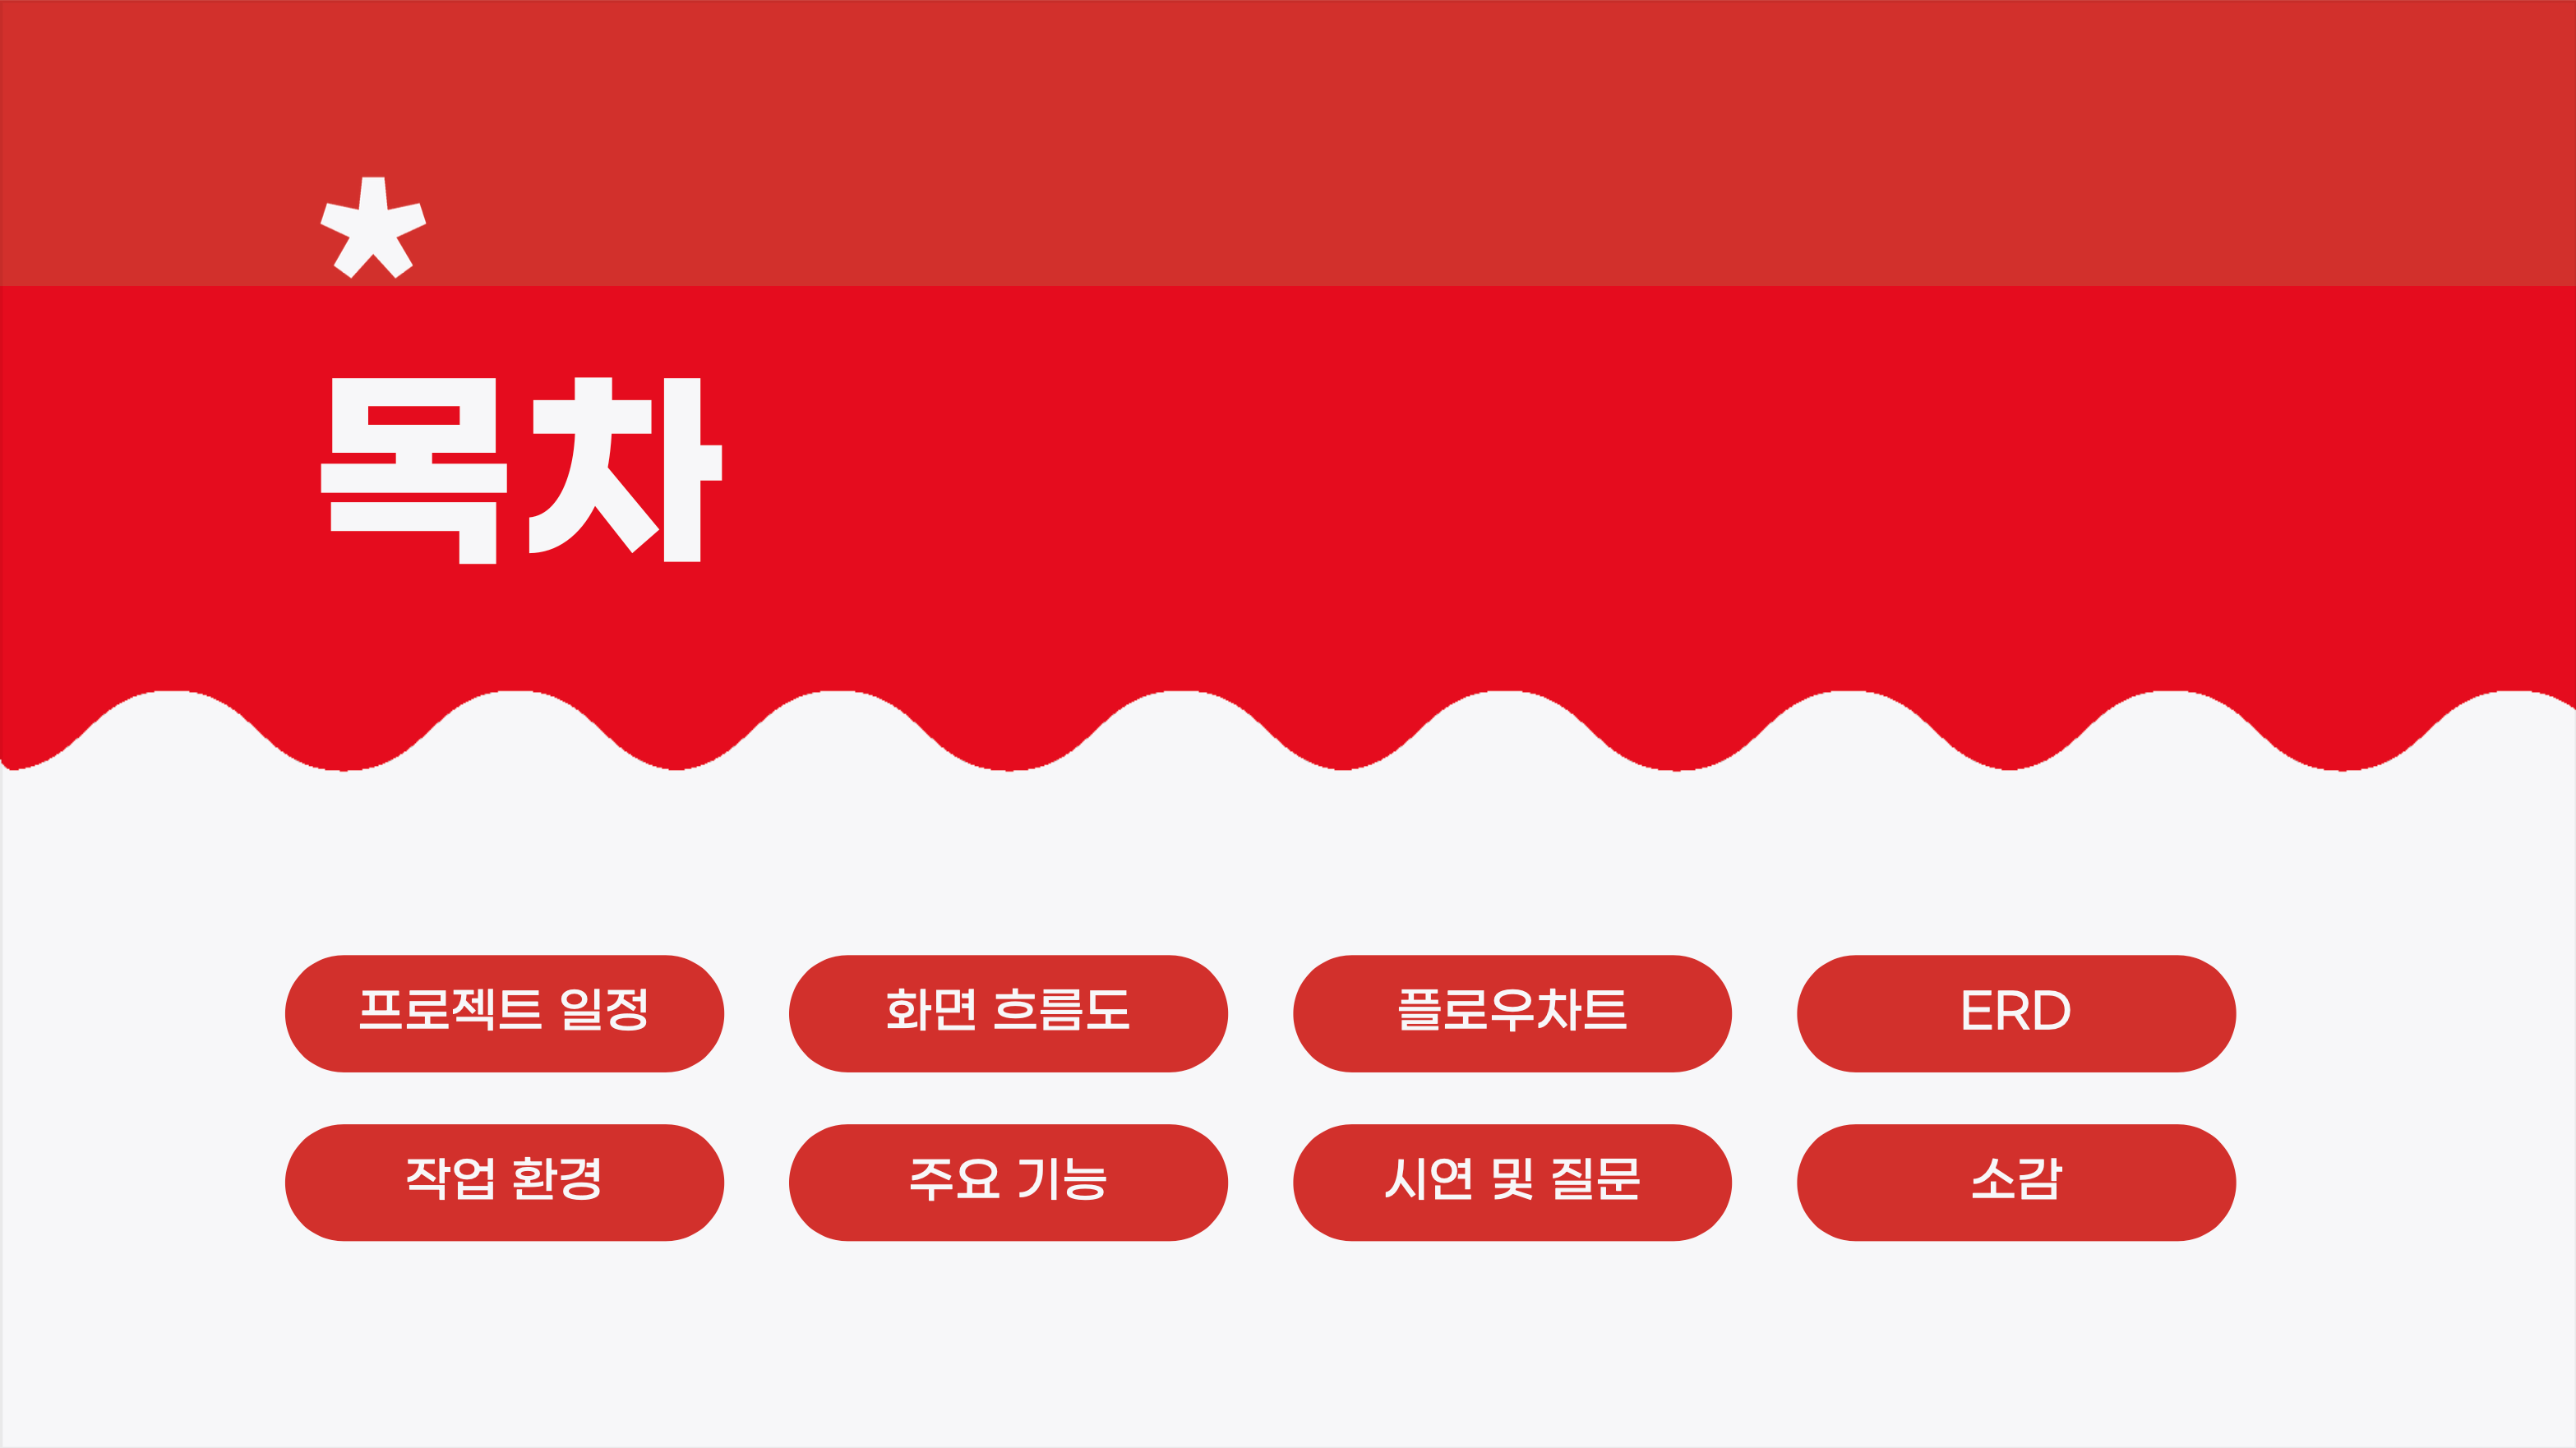 *
목차
프로젝트 일정
화면 흐름도
플로우차트
ERD
작업 환경
주요 기능
시연 및 질문
소감